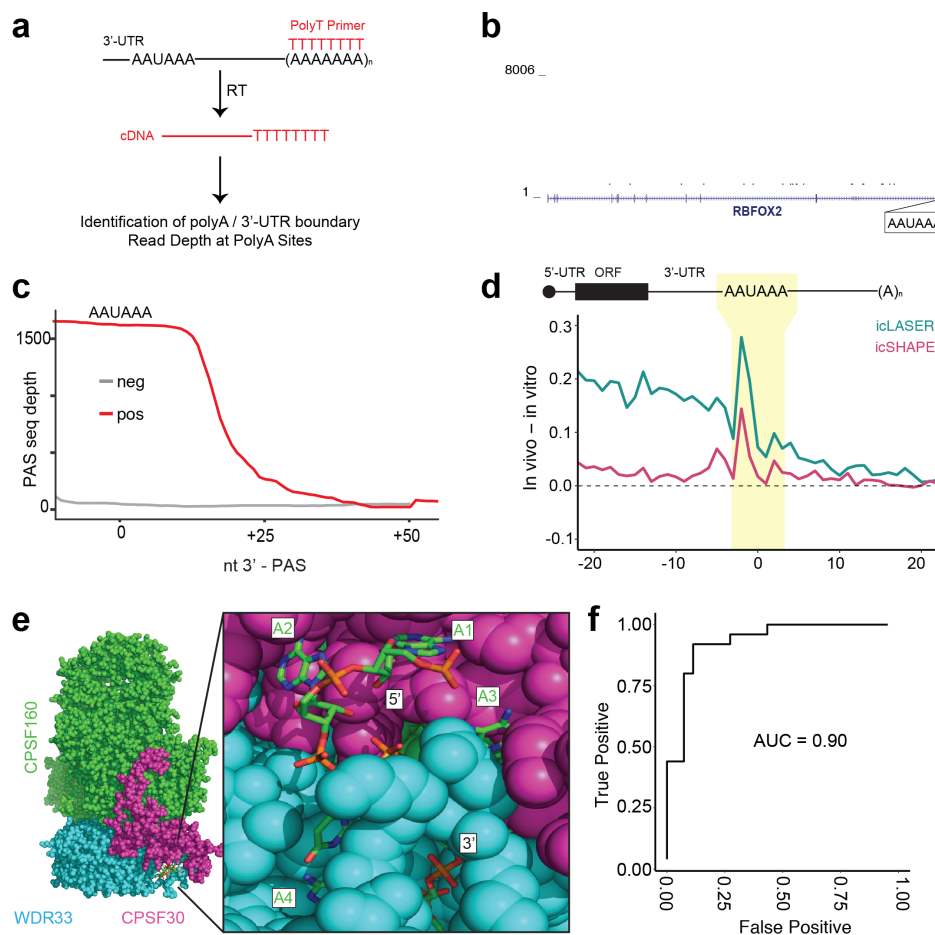 a
PolyT Primer
3'-UTR
TTTTTTTT
AAUAAA
(AAAAAAA)n
RT
cDNA
TTTTTTTT
Identification of polyA / 3'-UTR boundary
Read Depth at PolyA Sites
b
8006
1
RBFOX2
AAUAAA
c
AAUAAA
1500
neg
pos
PAS seq depth
0
0
+25
+50
nt 3' - PAS
d
5'-UTR
ORF
3'-UTR
AAUAAA
(A)n
0.3
icLASER
icSHAPE
0.2
0.1
In vivo – in vitro
0.0
-0.1
-20
-10
0
10
20
e
CPSF160
WDR33
CPSF30
A2
A1
5'
A3
3'
A4
f
1.00
0.75
0.50
0.25
0.00
True Positive
AUC = 0.90
0.00
0.25
0.50
0.75
1.00
False Positive